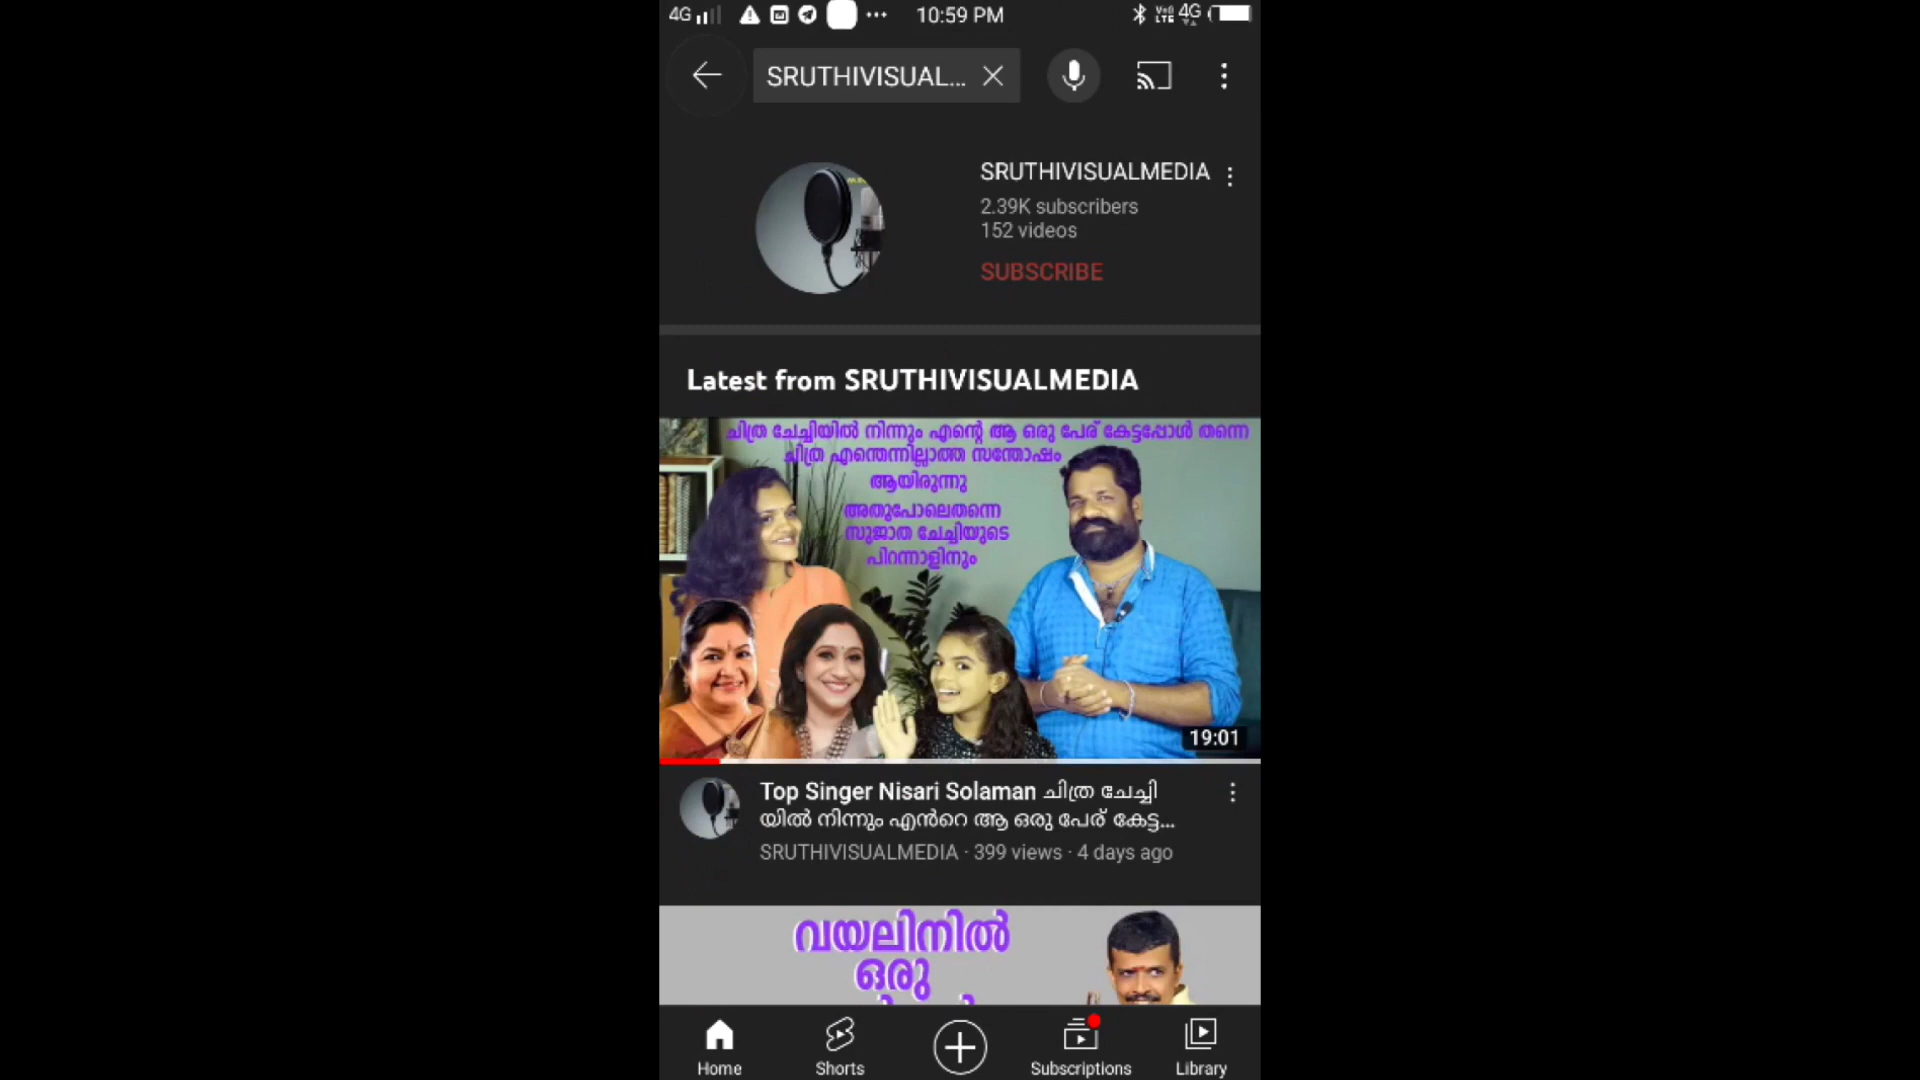 4G 10:59 PM 4G
SRUTHIVISUAL...
SRUTHIVISUALMEDIA
2.39K subscribers
152 videos
SUBSCRIBE
Latest from SRUTHIVISUALMEDIA
ചിത്ര ചേച്ചിയിൽ നിന്നും എന്റെ ആ ഒരു പേര് കേട്ടപ്പോൾ തന്നെ
ചിത്ര എന്തെന്നില്ലാത്ത സന്തോഷം
ആയിരുന്നു
അതുപോലെതന്നെ
സുജാത ചേച്ചിയുടെ
പിറന്നാളിനും
19:01
Top Singer Nisari Solaman ചിത്ര ചേച്ചി
യിൽ നിന്നും എൻറെ ആ ഒരു പേര് കേട്ട...
SRUTHIVISUALMEDIA · 399 views · 4 days ago
വയലിനിൽ
ഒരു
Home Shorts Subscriptions Library